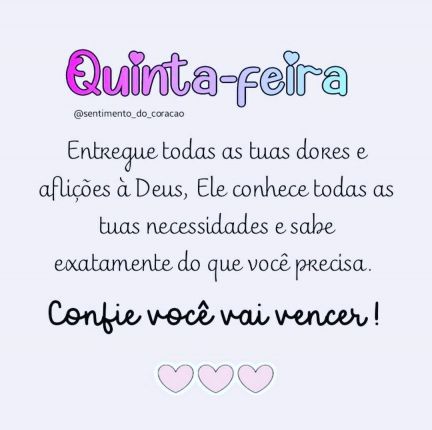 Quinta-feira
@sentimento_do_coracao
Entregue todas as tuas dores e
aflições à Deus, Ele conhece todas as
tuas necessidades e sabe
exatamente do que você precisa.
Confie você vai vencer!